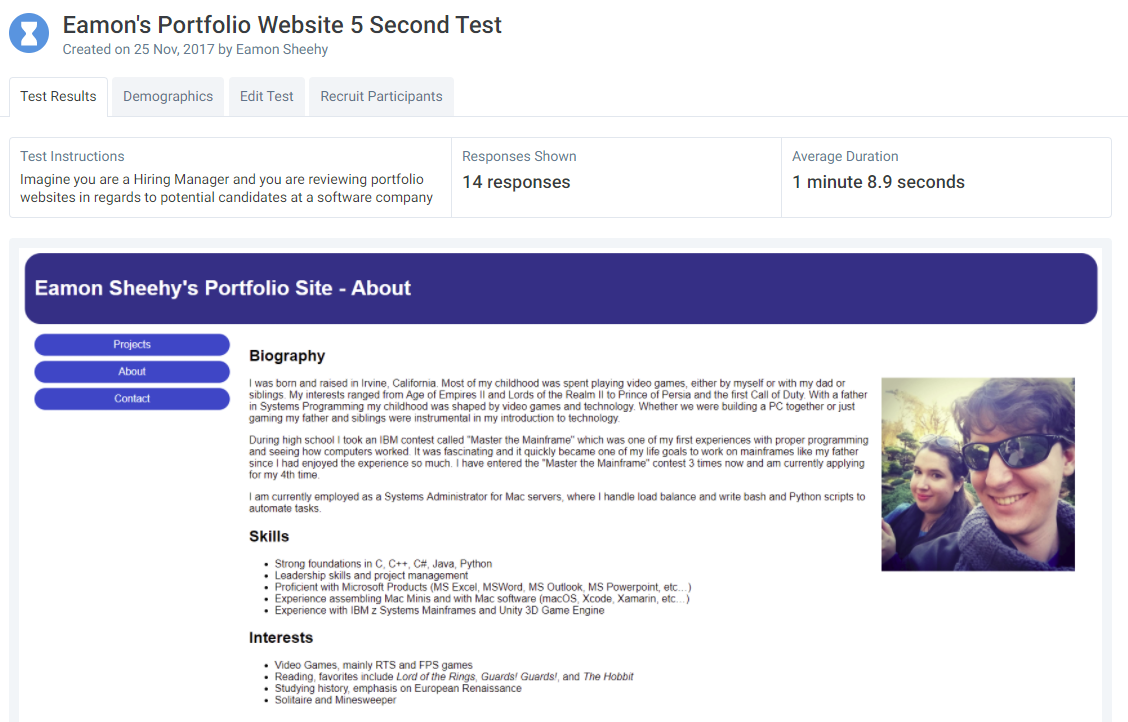 Eamon's Portfolio Website 5 Second Test
Created on 25 Nov, 2017 by Eamon Sheehy
Test Results
Demographics
Edit Test
Recruit Participants
Test Instructions
Imagine you are a Hiring Manager and you are reviewing portfolio
websites in regards to potential candidates at a software company
Responses Shown
14 responses
Average Duration
1 minute 8.9 seconds
Eamon Sheehy's Portfolio Site - About
Projects
About
Contact
Biography
I was born and raised in Irvine, California. Most of my childhood was spent playing video games, either by myself or with my dad or
siblings. My interests ranged from Age of Empires II and Lords of the Realm II to Prince of Persia and the first Call of Duty. With a father
in Systems Programming my childhood was shaped by video games and technology. Whether we were building a PC together or just
gaming my father and siblings were instrumental in my introduction to technology.
During high school I took an IBM contest called "Master the Mainframe" which was one of my first experiences with proper programming
and seeing how computers worked. It was fascinating and it quickly became one of my life goals to work on mainframes like my father
since I had enjoyed the experience so much. I have entered the "Master the Mainframe" contest 3 times now and am currently applying
for my 4th time.
I am currently employed as a Systems Administrator for Mac servers, where I handle load balance and write bash and Python scripts to
automate tasks.
Skills
Strong foundations in C, C++, C#, Java, Python
Leadership skills and project management
Proficient with Microsoft Products (MS Excel, MSWord, MS Outlook, MS Powerpoint, etc...)
Experience assembling Mac Minis and with Mac software (macOS, Xcode, Xamarin, etc...)
Experience with IBM z Systems Mainframes and Unity 3D Game Engine
Interests
Video Games, mainly RTS and FPS games
Reading, favorites include Lord of the Rings, Guards! Guards!, and The Hobbit
Studying history, emphasis on European Renaissance
Solitaire and Minesweeper